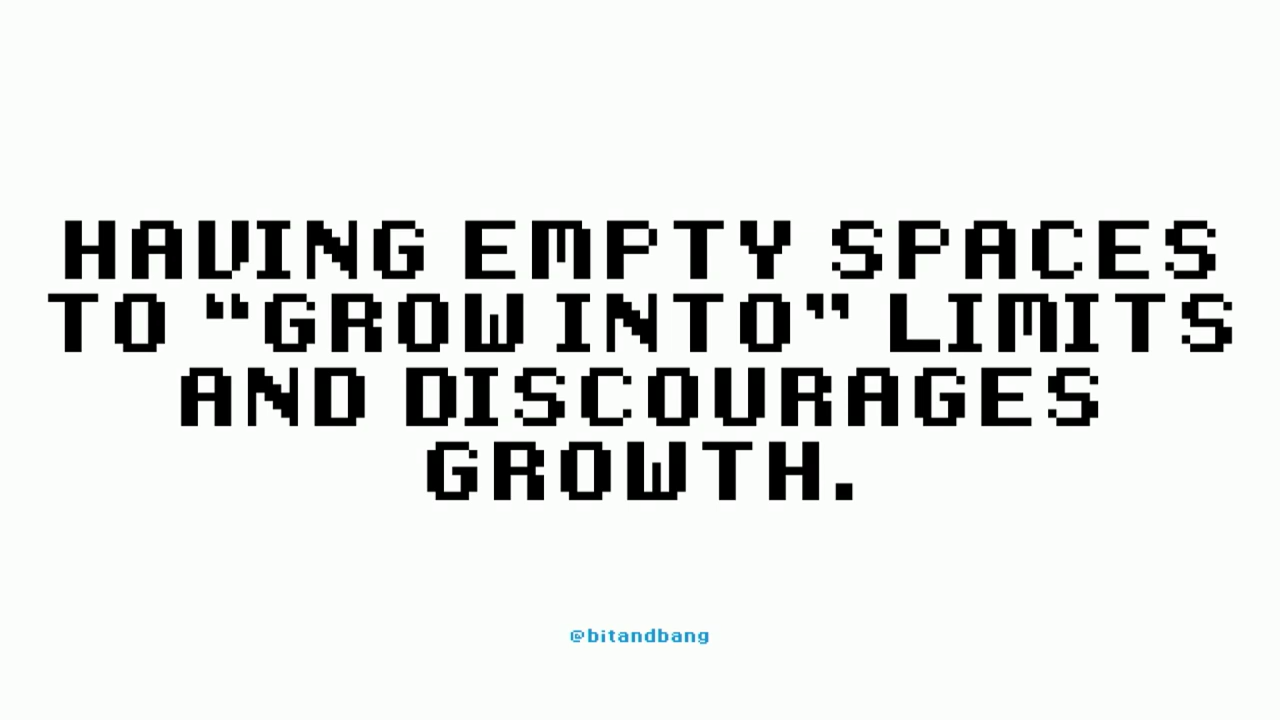 HAVING EMPTY SPACES
TO “GROW INTO” LIMITS
AND DISCOURAGES
GROWTH.
@bitandbang